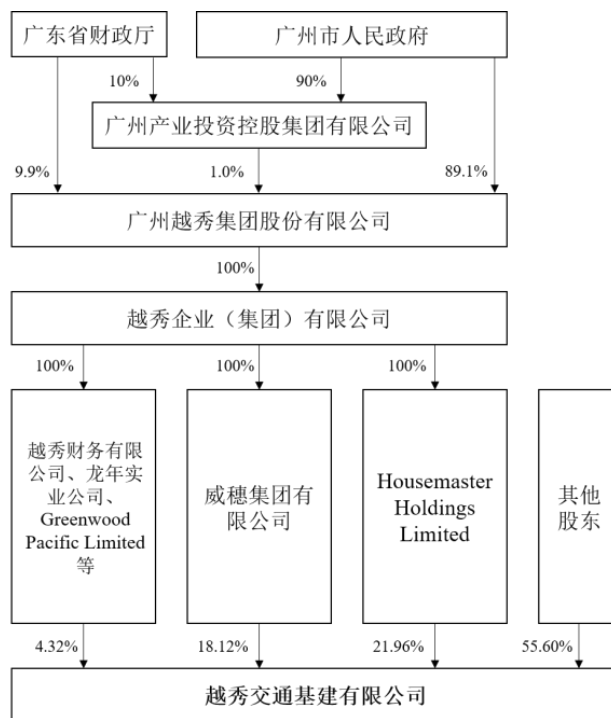 广东省财政厅
广州市人民政府
10%
90%
广州产业投资控股集团有限公司
9.9%
1.0%
89.1%
广州越秀集团股份有限公司
100%
越秀企业（集团）有限公司
100%
100%
100%
越秀财务有限
公司、龙年实
业公司、
Greenwood
Pacific Limited
等
威穗集团有
限公司
Housemaster
Holdings
Limited
其他
股东
4.32%
18.12%
21.96%
55.60%
越秀交通基建有限公司